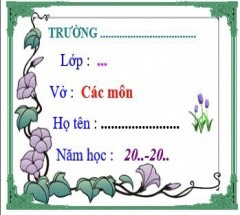 TRƯỜNG ....................................
Lớp : ...
Vở : Các môn
Họ tên : .....................
Năm học : 20..-20..